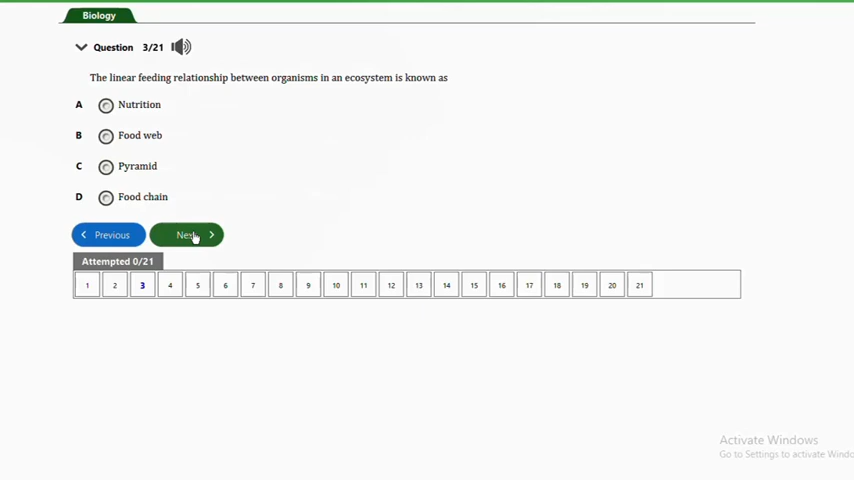 Biology
Question 3/21
The linear feeding relationship between organisms in an ecosystem is known as
A Nutrition
B Food web
C Pyramid
D Food chain
Previous Next
Attempted 0/21
1 2 3 4 5 6 7 8 9 10 11 12 13 14 15 16 17 18 19 20 21
Activate Windows
Go to Settings to activate Windo